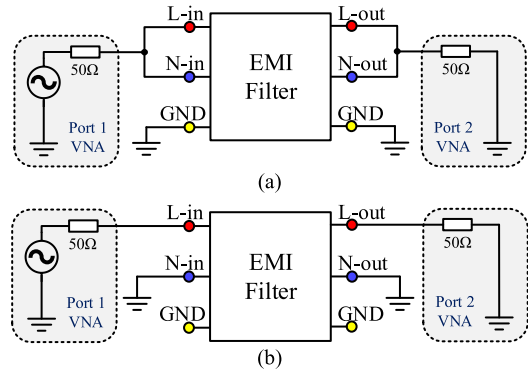 L-in
L-out
50Ω
N-in
EMI
Filter
N-out
50Ω
GND
GND
Port 1
VNA
Port 2
VNA
(a)
L-in
L-out
50Ω
N-in
EMI
Filter
N-out
50Ω
GND
GND
Port 1
VNA
Port 2
VNA
(b)